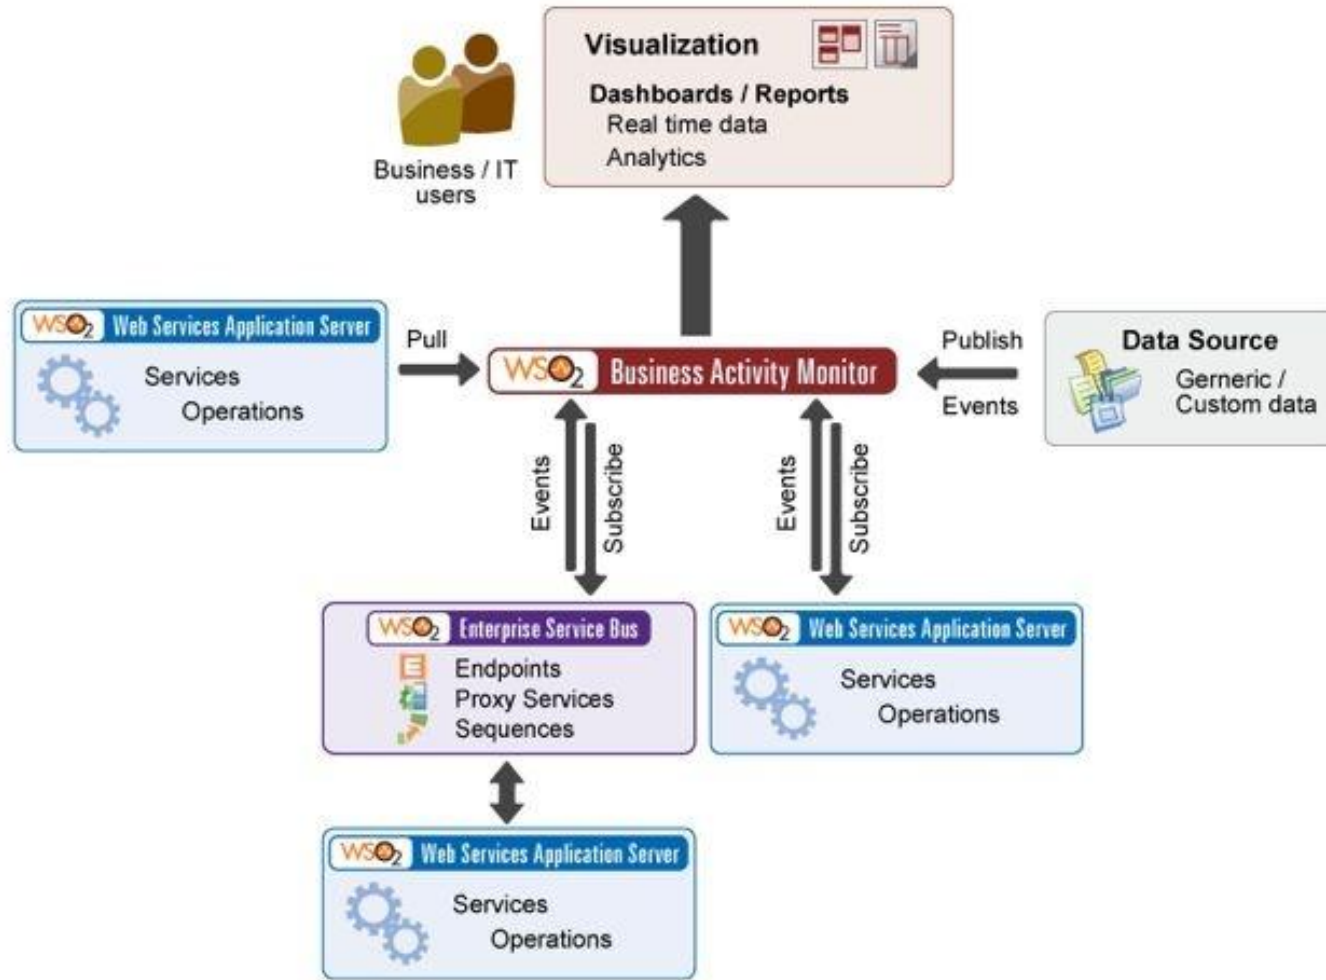 Visualization
Dashboards / Reports
Real time data
Analytics
Business / IT
users
WSO2 Web Services Application Server
Services
Operations
Pull
WSO2 Business Activity Monitor
Publish
Events
Data Source
Gerneric /
Custom data
Events
Subscribe
Events
Subscribe
WSO2 Enterprise Service Bus
E
Endpoints
Proxy Services
Sequences
WSO2 Web Services Application Server
Services
Operations
WSO2 Web Services Application Server
Services
Operations